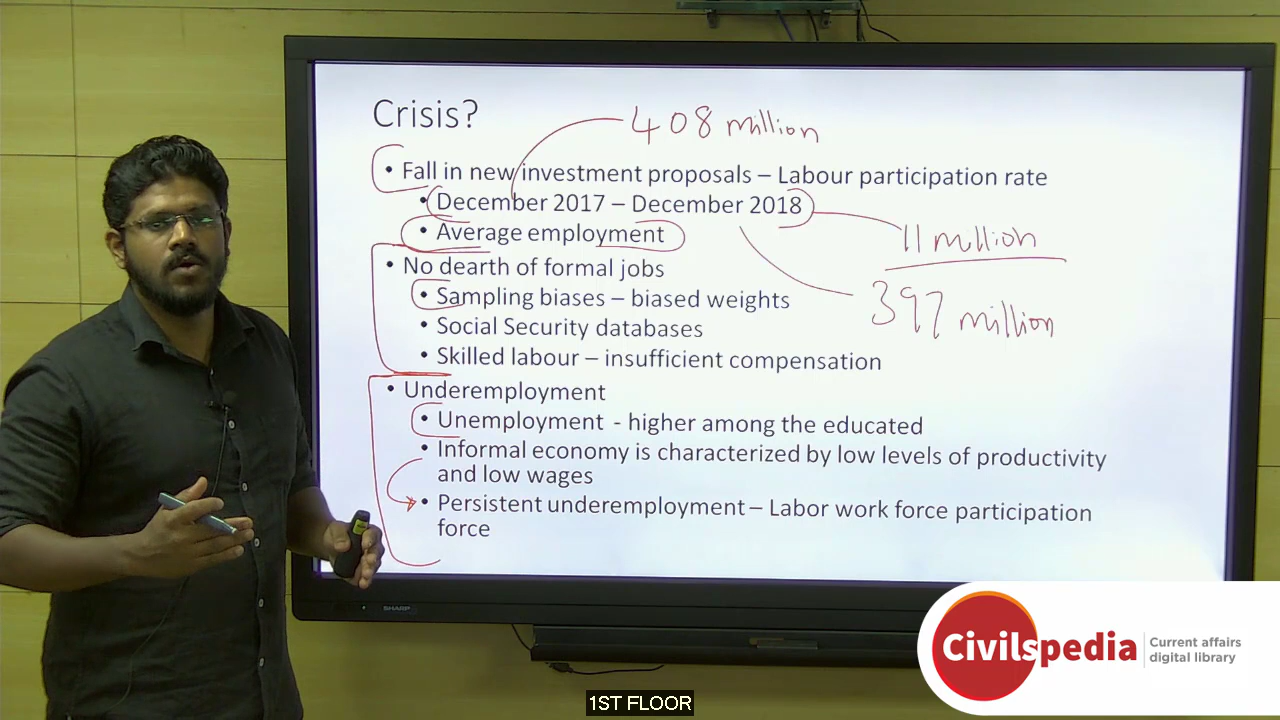 Crisis?
408 million
• Fall in new investment proposals – Labour participation rate
• December 2017 – December 2018
• Average employment
11 million
• No dearth of formal jobs
• Sampling biases – biased weights
397 million
• Social Security databases
• Skilled labour – insufficient compensation
• Underemployment
• Unemployment - higher among the educated
• Informal economy is characterized by low levels of productivity
and low wages
• Persistent underemployment – Labor work force participation
force
SHARP
Civilspedia
Current affairs
digital library
1ST FLOOR